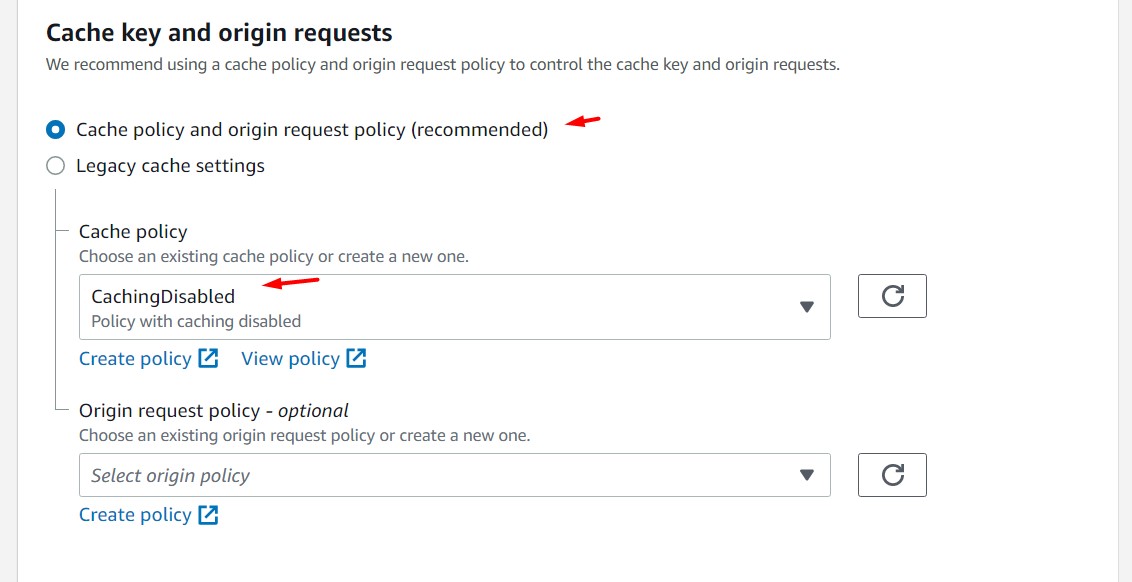 Cache key and origin requests
We recommend using a cache policy and origin request policy to control the cache key and origin requests.
Cache policy and origin request policy (recommended)
Legacy cache settings
Cache policy
Choose an existing cache policy or create a new one.
CachingDisabled
Policy with caching disabled
Create policy View policy
Origin request policy - optional
Choose an existing origin request policy or create a new one.
Select origin policy
Create policy